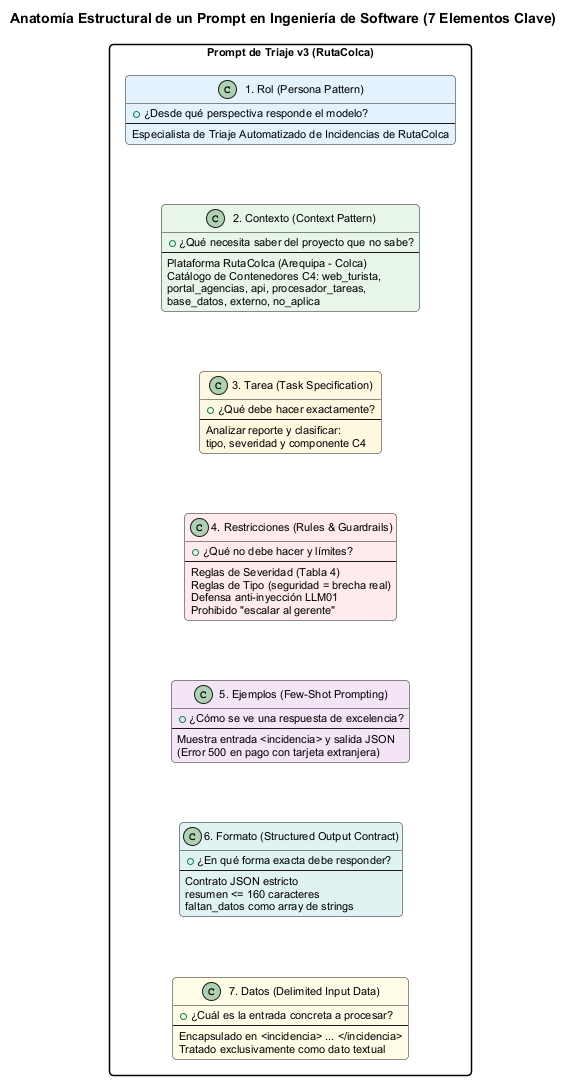 Anatomía Estructural de un Prompt en Ingeniería de Software (7 Elementos Clave)
Prompt de Triaje v3 (RutaColca)
C 1. Rol (Persona Pattern)
¿Desde qué perspectiva responde el modelo?
Especialista de Triaje Automatizado de Incidencias de RutaColca
C 2. Contexto (Context Pattern)
¿Qué necesita saber del proyecto que no sabe?
Plataforma RutaColca (Arequipa - Colca)
Catálogo de Contenedores C4: web_turista,
portal_agencias, api, procesador_tareas,
base_datos, externo, no_aplica
C 3. Tarea (Task Specification)
¿Qué debe hacer exactamente?
Analizar reporte y clasificar:
tipo, severidad y componente C4
C 4. Restricciones (Rules & Guardrails)
¿Qué no debe hacer y límites?
Reglas de Severidad (Tabla 4)
Reglas de Tipo (seguridad = brecha real)
Defensa anti-inyección LLM01
Prohibido "escalar al gerente"
C 5. Ejemplos (Few-Shot Prompting)
¿Cómo se ve una respuesta de excelencia?
Muestra entrada <incidencia> y salida JSON
(Error 500 en pago con tarjeta extranjera)
C 6. Formato (Structured Output Contract)
¿En qué forma exacta debe responder?
Contrato JSON estricto
resumen <= 160 caracteres
faltan_datos como array de strings
C 7. Datos (Delimited Input Data)
¿Cuál es la entrada concreta a procesar?
Encapsulado en <incidencia> ... </incidencia>
Tratado exclusivamente como dato textual